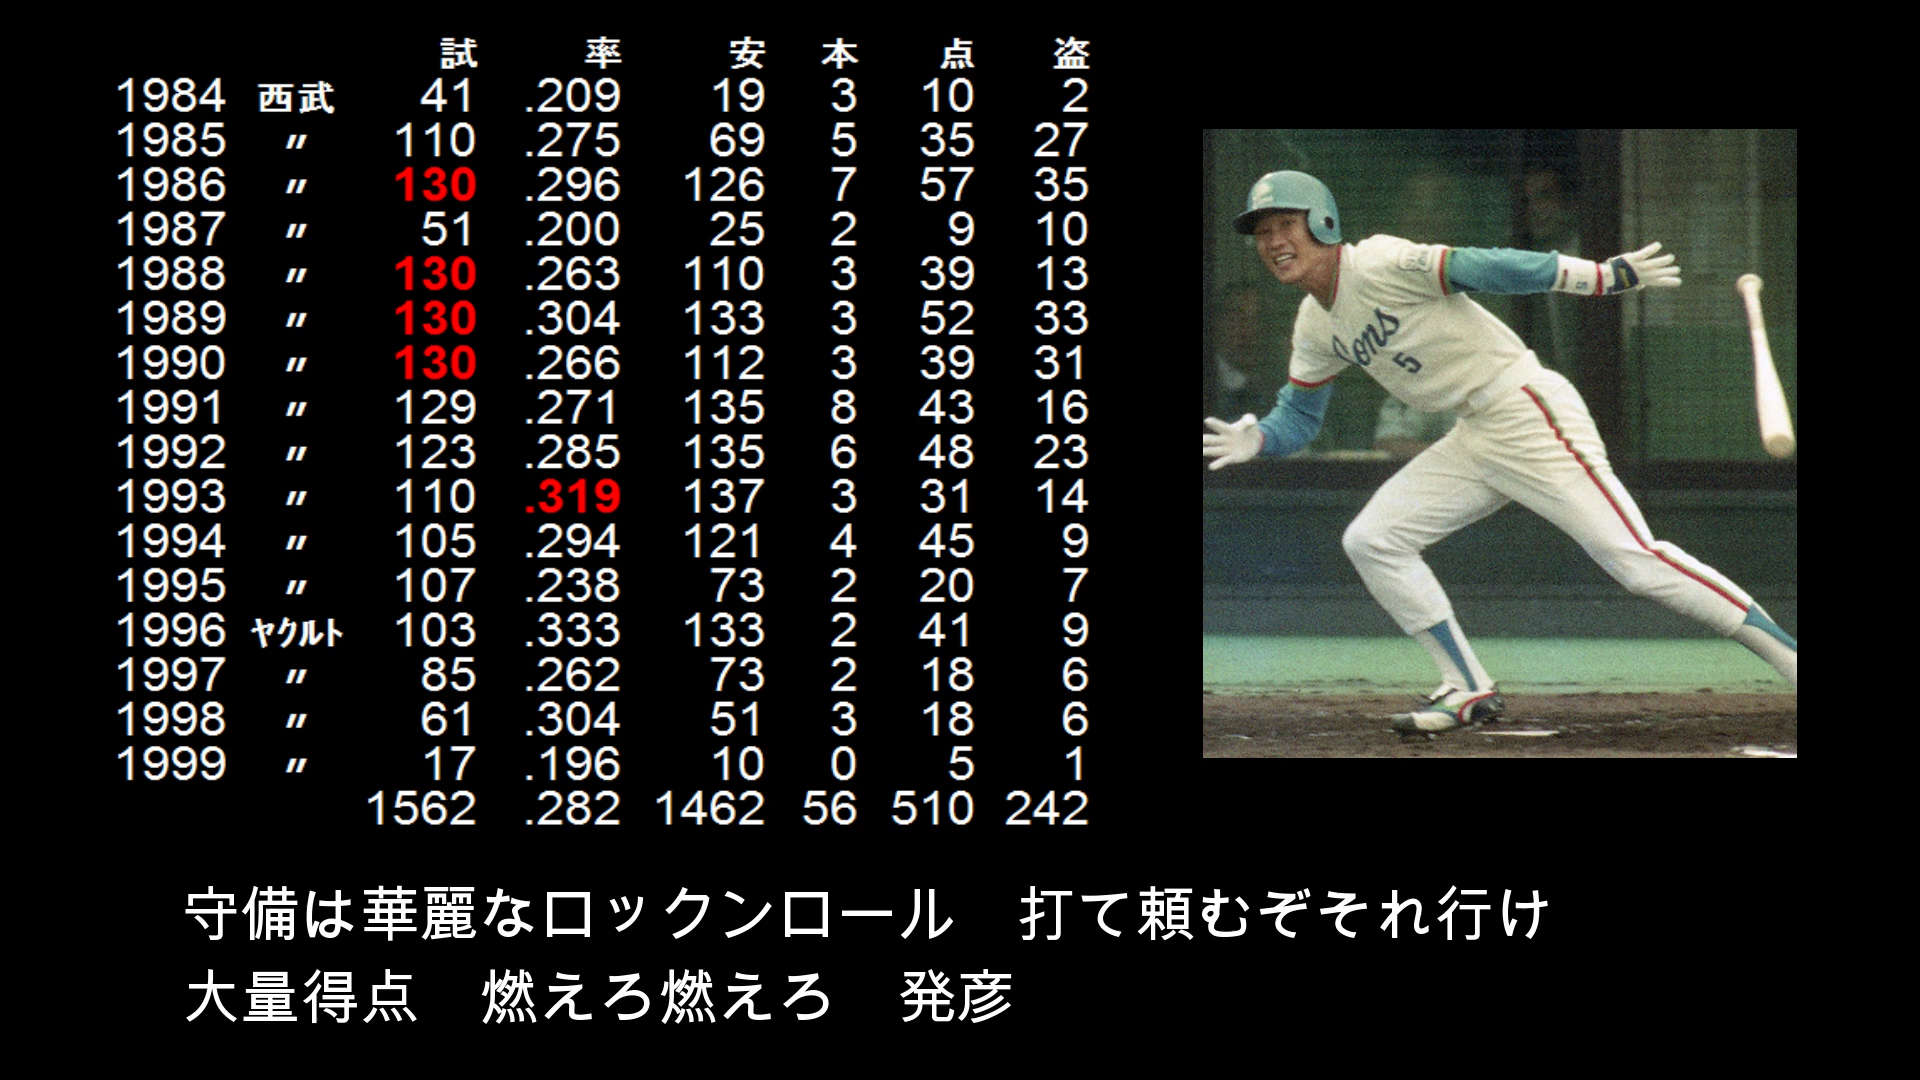 試 率 安 本 点 盗
1984 西武 41 .209 19 3 10 2
1985 〃 110 .275 69 5 35 27
1986 〃 130 .296 126 7 57 35
1987 〃 51 .200 25 2 9 10
1988 〃 130 .263 110 3 39 13
1989 〃 130 .304 133 3 52 33
1990 〃 130 .266 112 3 39 31
1991 〃 129 .271 135 8 43 16
1992 〃 123 .285 135 6 48 23
1993 〃 110 .319 137 3 31 14
1994 〃 105 .294 121 4 45 9
1995 〃 107 .238 73 2 20 7
1996 ﾔｸﾙﾄ 103 .333 133 2 41 9
1997 〃 85 .262 73 2 18 6
1998 〃 61 .304 51 3 18 6
1999 〃 17 .196 10 0 5 1
1562 .282 1462 56 510 242
Lions
5
守備は華麗なロックンロール　打て頼むぞそれ行け
大量得点　燃えろ燃えろ　発彦